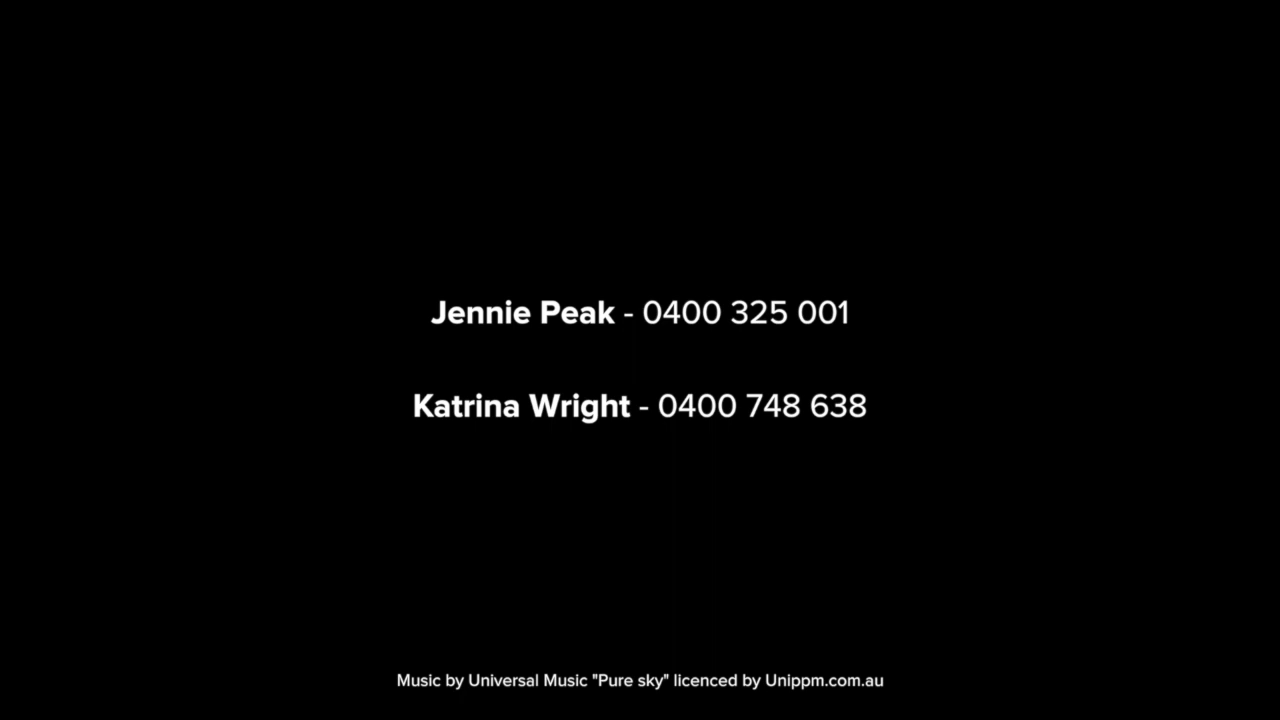 Jennie Peak - 0400 325 001
Katrina Wright - 0400 748 638
Music by Universal Music "Pure sky" licenced by Unippm.com.au